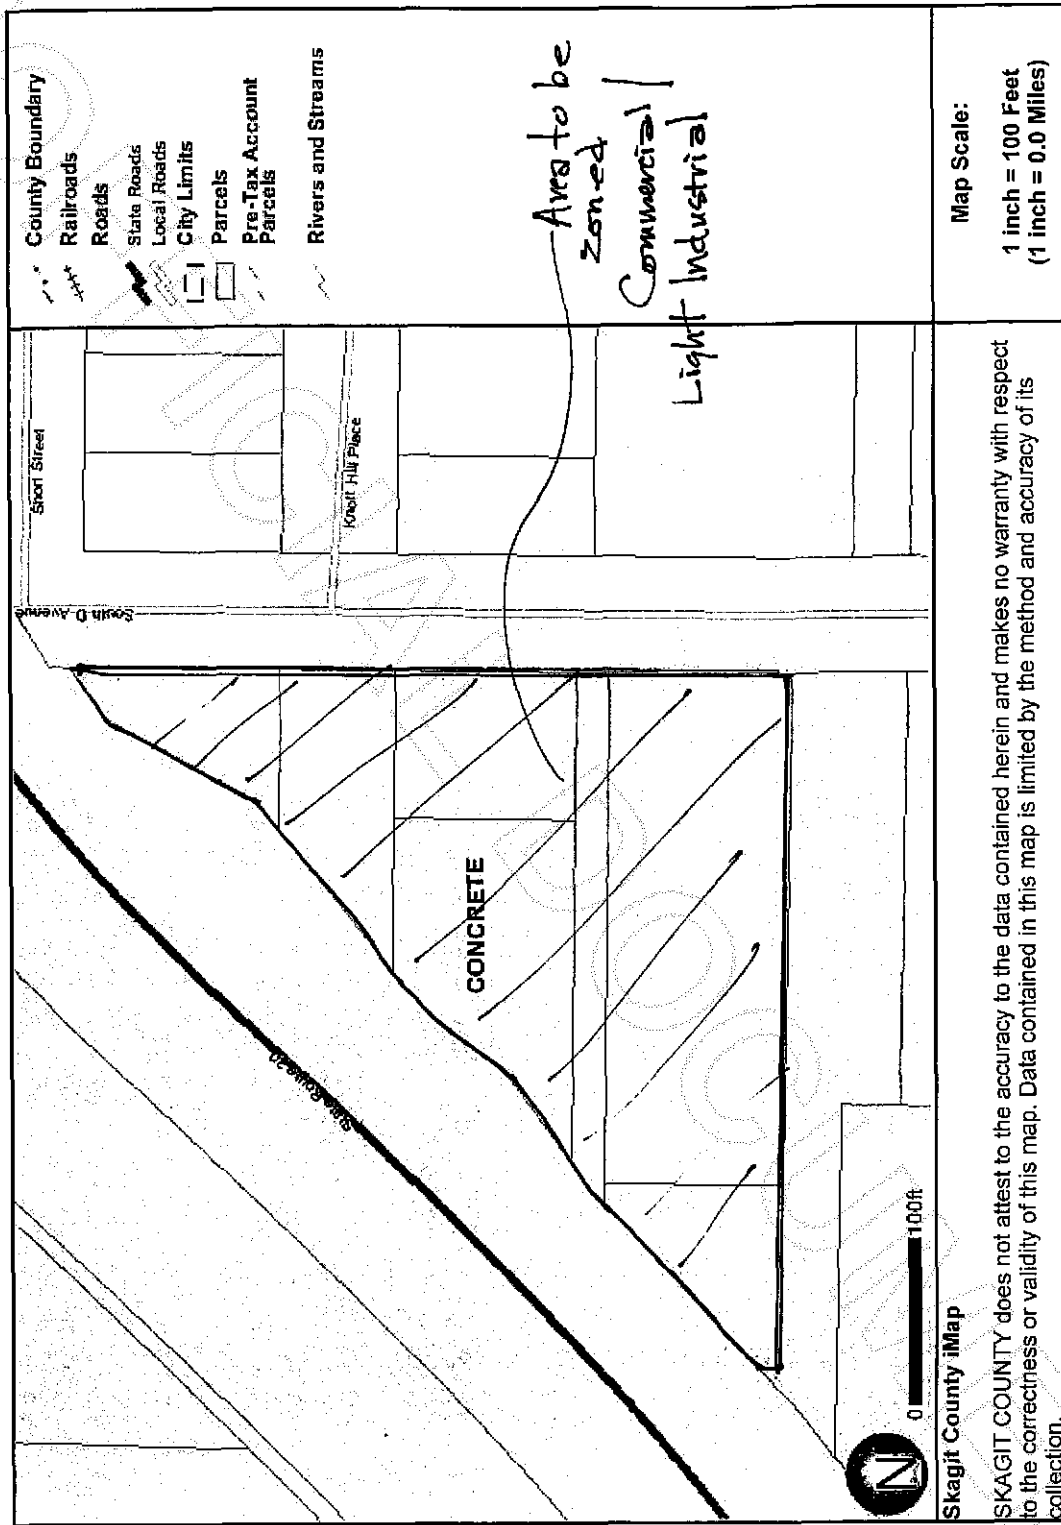 County Boundary
Railroads
Roads
State Roads
Local Roads
City Limits
Parcels
Pre-Tax Account
Parcels
Rivers and Streams
Area to be
zoned
Commercial /
Light Industrial
Short Street
Knoff Hill Place
South D Avenue
CONCRETE
State Route 20
N
0 100ft
Skagit County iMap
SKAGIT COUNTY does not attest to the accuracy to the data contained herein and makes no warranty with respect
to the correctness or validity of this map. Data contained in this map is limited by the method and accuracy of its
collection.
Map Scale:
1 inch = 100 Feet
(1 inch = 0.0 Miles)
UNOFFICIAL DOCUMENT